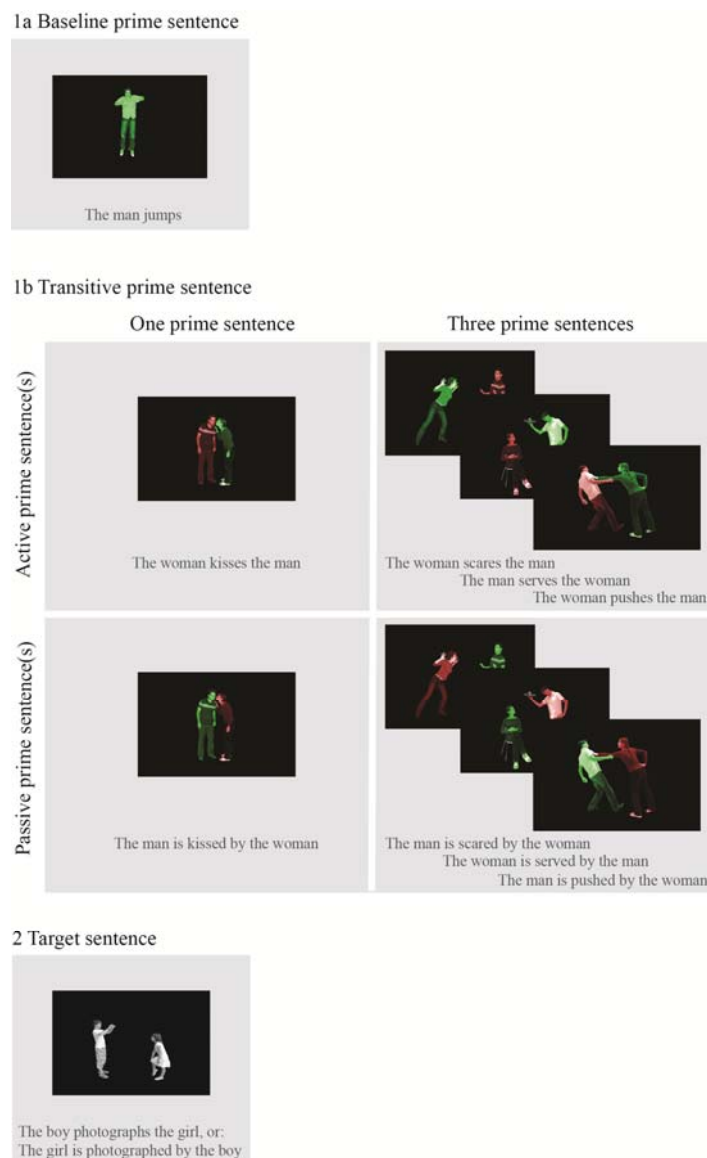 1a Baseline prime sentence
The man jumps
1b Transitive prime sentence
One prime sentence
Three prime sentences
Active prime sentence(s)
The woman kisses the man
The woman scares the man
The man serves the woman
The woman pushes the man
Passive prime sentence(s)
The man is kissed by the woman
The man is scared by the woman
The woman is served by the man
The man is pushed by the woman
2 Target sentence
The boy photographs the girl, or:
The girl is photographed by the boy